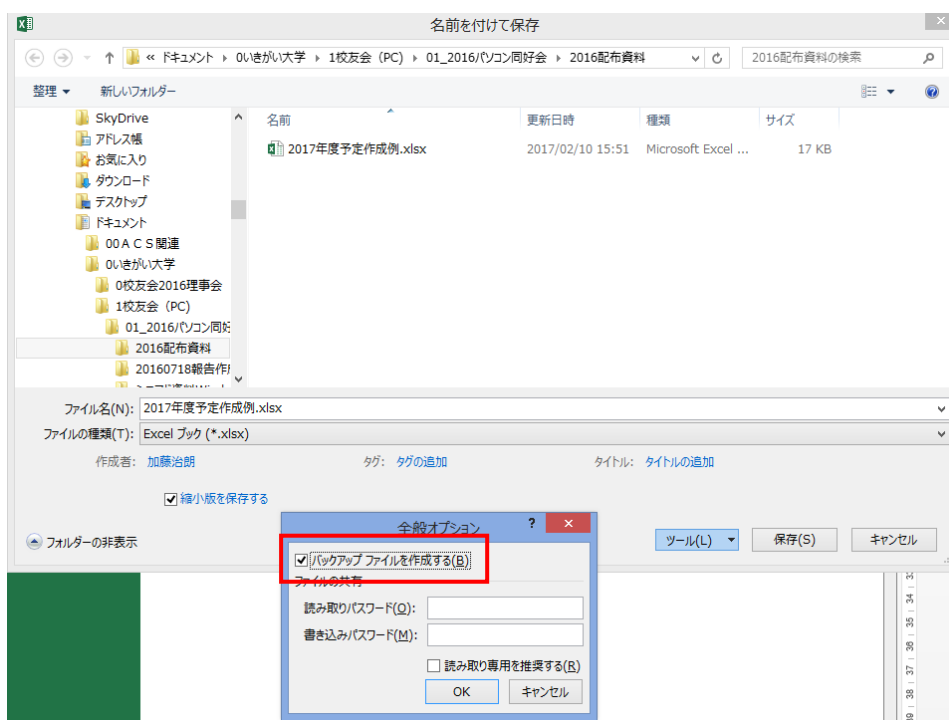 名前を付けて保存
« ドキュメント ▸ 0いきがい大学 ▸ 1校友会 (PC) ▸ 01_2016パソコン同好会 ▸ 2016配布資料
2016配布資料の検索
整理 新しいフォルダー
SkyDrive
アドレス帳
お気に入り
ダウンロード
デスクトップ
ドキュメント
00ACS関連
0いきがい大学
0校友会2016理事会
1校友会 (PC)
01_2016パソコン同好
2016配布資料
20160718報告作
名前 更新日時 種類 サイズ
2017年度予定作成例.xlsx 2017/02/10 15:51 Microsoft Excel ... 17 KB
ファイル名(N): 2017年度予定作成例.xlsx
ファイルの種類(T): Excel ブック (*.xlsx)
作成者: 加藤治朗 タグ: タグの追加 タイトル: タイトルの追加
縮小版を保存する
フォルダーの非表示
ツール(L) 保存(S) キャンセル
全般オプション ?
バックアップ ファイルを作成する(B)
ファイルの共有
読み取りパスワード(O):
書き込みパスワード(M):
読み取り専用を推奨する(R)
OK キャンセル
34
35
36
37
38